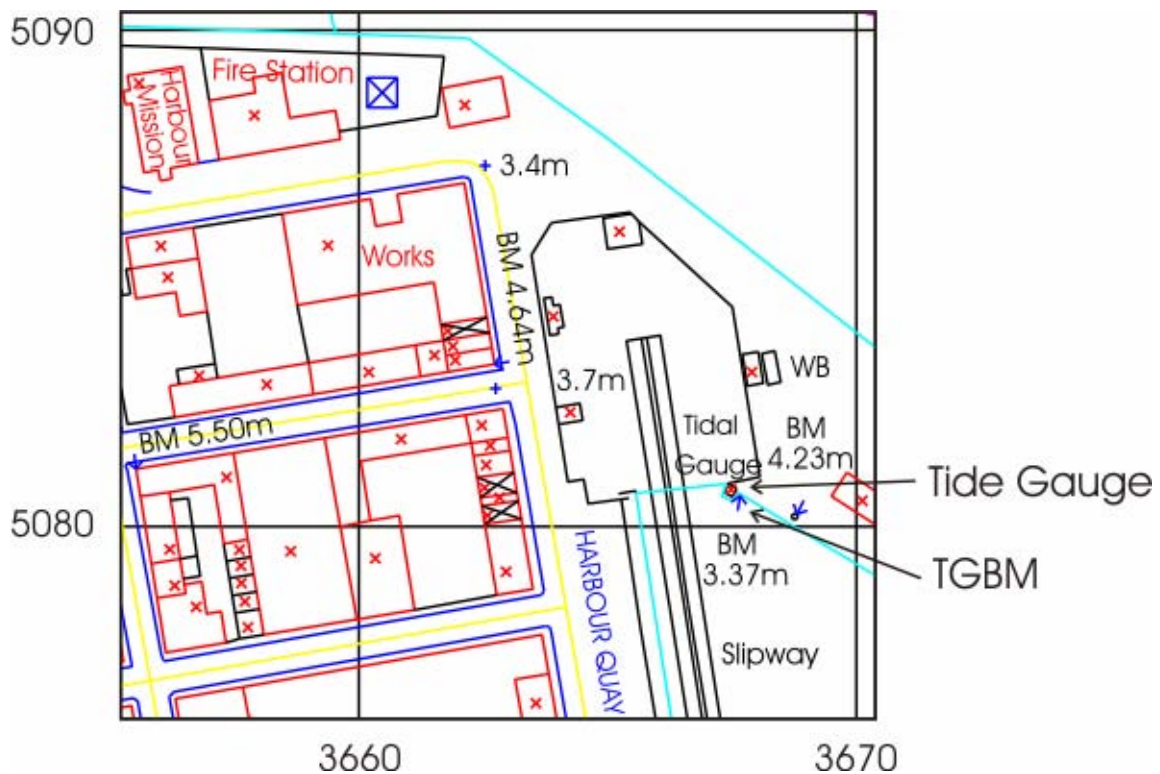 5090
Fire Station
Harbour
Mission
3.4m
Works
BM 4.64m
3.7m
WB
BM 5.50m
Tidal
Gauge
BM
4.23m
Tide Gauge
5080
BM
3.37m
TGBM
HARBOUR QUAY
Slipway
3660
3670